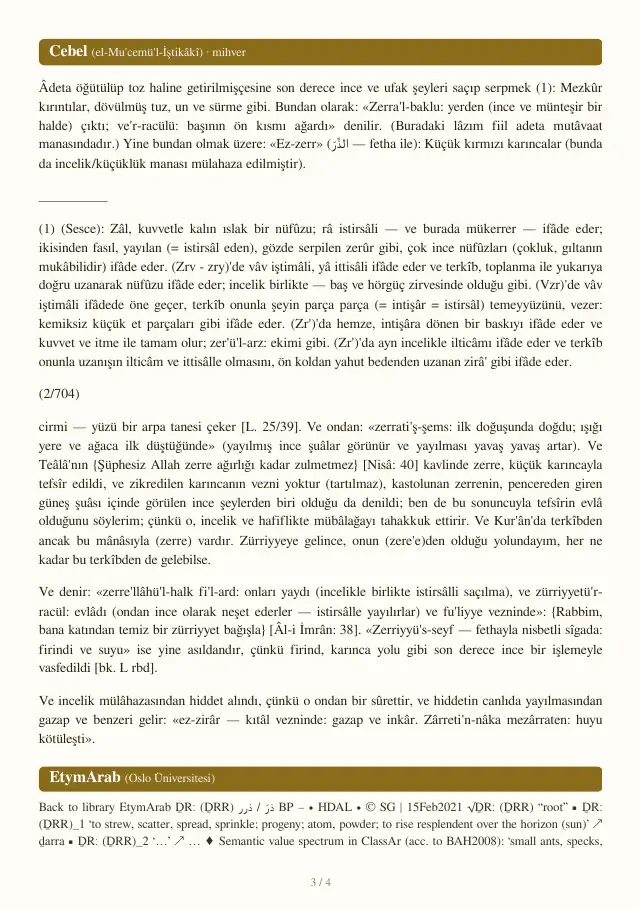 Cebel (el-Mu'cemü'l-İştikâkî) · mihver
Âdeta öğütülüp toz haline getirilmişçesine son derece ince ve ufak şeyleri saçıp serpmek (1): Mezkûr
kırıntılar, dövülmüş tuz, un ve sürme gibi. Bundan olarak: «Zerra'l-baklu: yerden (ince ve münteşir bir
halde) çıktı; ve'r-racülü: başının ön kısmı ağardı» denilir. (Buradaki lâzım fiil adeta mutâvaat
manasındadır.) Yine bundan olmak üzere: «Ez-zerr» (الذَّرّ — fetha ile): Küçük kırmızı karıncalar (bunda
da incelik/küçüklük manası mülahaza edilmiştir).
(1) (Sesce): Zâl, kuvvetle kalın ıslak bir nüfûzu; râ istirsâli — ve burada mükerrer — ifâde eder;
ikisinden fasıl, yayılan (= istirsâl eden), gözde serpilen zerûr gibi, çok ince nüfûzları (çokluk, gıltanın
mukâbilidir) ifâde eder. (Zrv - zry)'de vâv iştimâli, yâ ittisâli ifâde eder ve terkîb, toplanma ile yukarıya
doğru uzanarak nüfûzu ifâde eder; incelik birlikte — baş ve hörgüç zirvesinde olduğu gibi. (Vzr)'de vâv
iştimâli ifâdede öne geçer, terkîb onunla şeyin parça parça (= intişâr = istirsâl) temeyyüzünü, vezer:
kemiksiz küçük et parçaları gibi ifâde eder. (Zr')'da hemze, intişâra dönen bir baskıyı ifâde eder ve
kuvvet ve itme ile tamam olur; zer'ü'l-arz: ekimi gibi. (Zr')'da ayn incelikle ilticâmı ifâde eder ve terkîb
onunla uzanışın ilticâm ve ittisâlle olmasını, ön koldan yahut bedenden uzanan zirâ' gibi ifâde eder.
(2/704)
cirmi — yüzü bir arpa tanesi çeker [L. 25/39]. Ve ondan: «zerrati'ş-şems: ilk doğuşunda doğdu; ışığı
yere ve ağaca ilk düştüğünde» (yayılmış ince şuâlar görünür ve yayılması yavaş yavaş artar). Ve
Teâlâ'nın {Şüphesiz Allah zerre ağırlığı kadar zulmetmez} [Nisâ: 40] kavlinde zerre, küçük karıncayla
tefsîr edildi, ve zikredilen karıncanın vezni yoktur (tartılmaz), kastolunan zerrenin, pencereden giren
güneş şuâsı içinde görülen ince şeylerden biri olduğu da denildi; ben de bu sonuncuyla tefsîrin evlâ
olduğunu söylerim; çünkü o, incelik ve hafiflikte mübâlağayı tahakkuk ettirir. Ve Kur'ân'da terkîbden
ancak bu mânâsıyla (zerre) vardır. Zürriyyeye gelince, onun (zere'e)den olduğu yolundayım, her ne
kadar bu terkîbden de gelebilse.
Ve denir: «zerre'llâhü'l-halk fi'l-ard: onları yaydı (incelikle birlikte istirsâlli saçılma), ve zürriyyetü'r-
racül: evlâdı (ondan ince olarak neşet ederler — istirsâlle yayılırlar) ve fu'liyye vezninde»: {Rabbim,
bana katından temiz bir zürriyyet bağışla} [Âl-i İmrân: 38]. «Zerriyyü's-seyf — fethayla nisbetli sîgada:
firindi ve suyu» ise yine asıldandır, çünkü firind, karınca yolu gibi son derece ince bir işlemeyle
vasfedildi [bk. L rbd].
Ve incelik mülâhazasından hiddet alındı, çünkü o ondan bir sûrettir, ve hiddetin canlıda yayılmasından
gazap ve benzeri gelir: «ez-zirâr — kıtâl vezninde: gazap ve inkâr. Zârreti'n-nâka mezârraten: huyu
kötüleşti».
EtymArab (Oslo Üniversitesi)
Back to library EtymArab ḎR: (ḎRR) ذرّ / ذرر BP – • HDAL • © SG | 15Feb2021 √ḎR: (ḎRR) “root” ▪ ḎR:
(ḎRR)_1 ‘to strew, scatter, spread, sprinkle; progeny; atom, powder; to rise resplendent over the horizon (sun)’ ↗
ḏarra ▪ ḎR: (ḎRR)_2 ‘…’ ↗ … ♦ Semantic value spectrum in ClassAr (acc. to BAH2008): ‘small ants, specks,
3 / 4